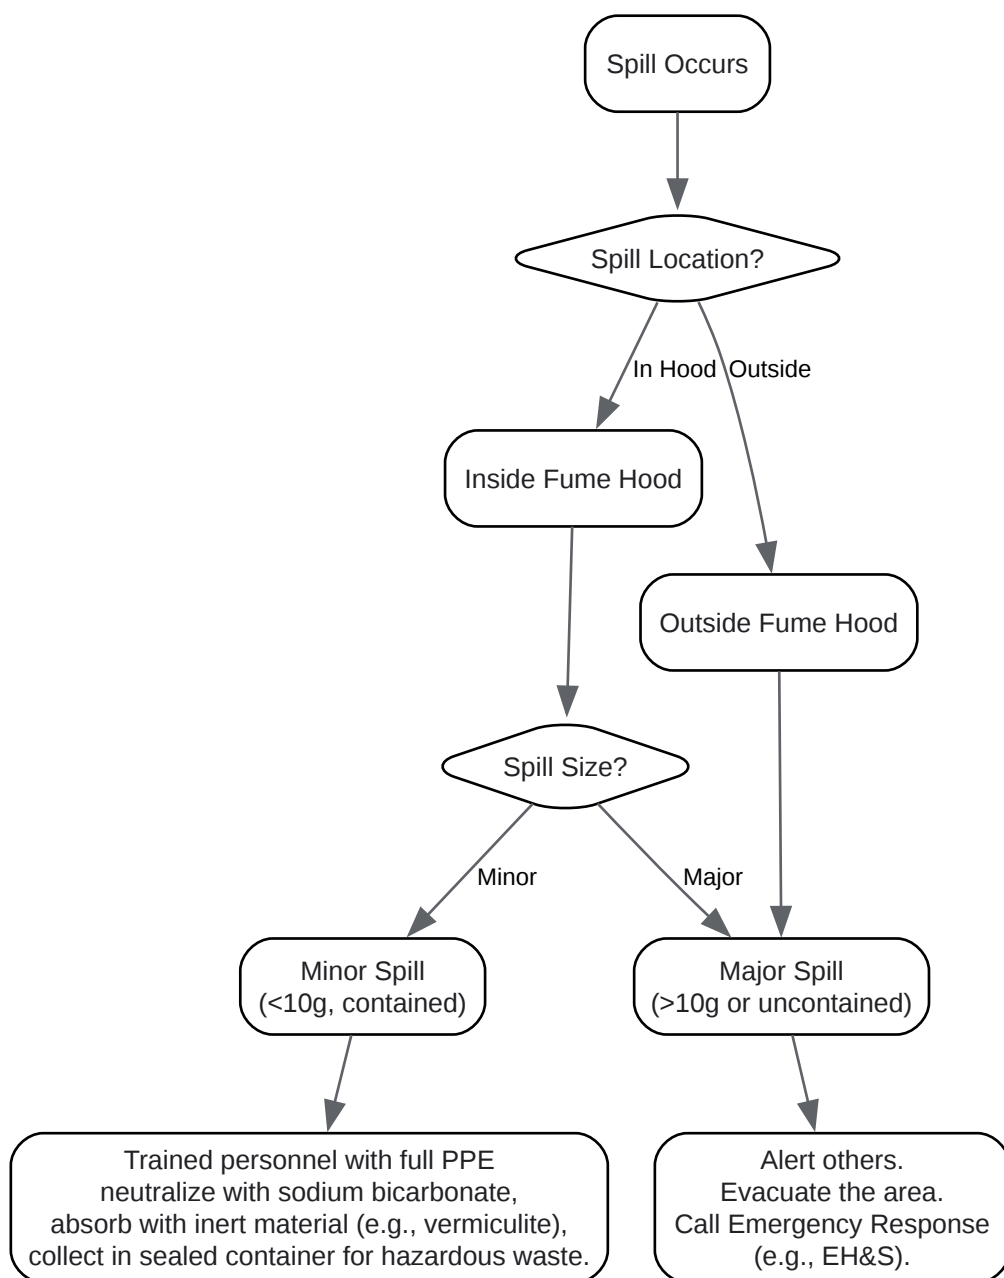 Spill Occurs
Spill Location?
In Hood
Outside
Inside Fume Hood
Outside Fume Hood
Spill Size?
Minor
Major
Minor Spill
(<10g, contained)
Major Spill
(>10g or uncontained)
Trained personnel with full PPE
neutralize with sodium bicarbonate,
absorb with inert material (e.g., vermiculite),
collect in sealed container for hazardous waste.
Alert others.
Evacuate the area.
Call Emergency Response
(e.g., EH&S).